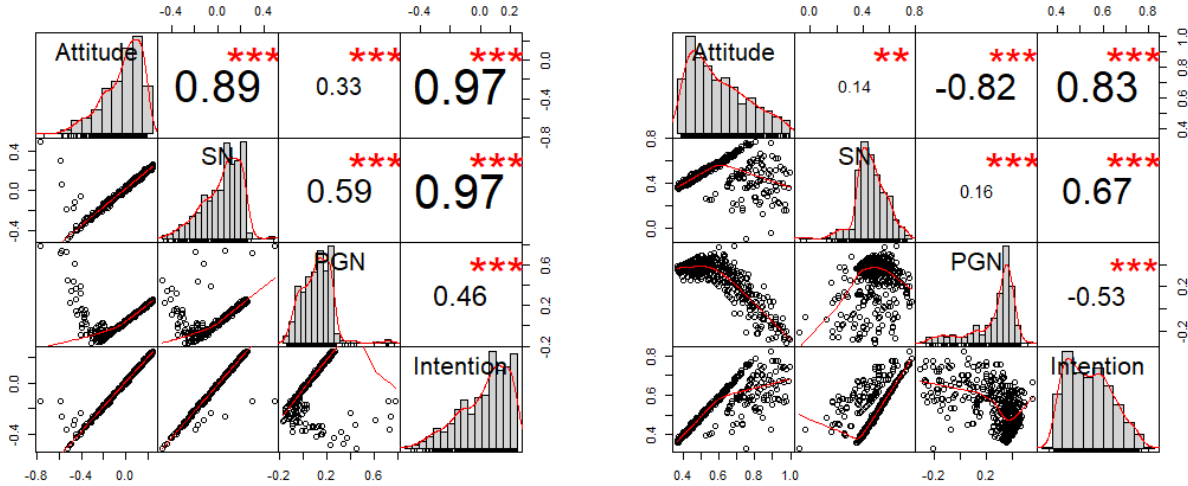 -0.4 0.0 0.4 -0.4 0.0 0.2
0.0 0.4 0.8 0.4 0.6 0.8
Attitude *** 0.89 *** 0.33 *** 0.97 -0.8 -0.4 0.0
Attitude ** 0.14 *** -0.82 *** 0.83 0.4 0.6 0.8 1.0
-0.4 0.0 0.4 SN *** 0.59 *** 0.97
0.0 0.4 0.8 SN *** 0.16 *** 0.67
PGN *** 0.46 -0.2 0.2 0.6
PGN *** -0.53 -0.2 0.2
-0.4 0.0 Intention
0.4 0.6 0.8 Intention
-0.8 -0.4 0.0 -0.2 0.2 0.6
0.4 0.6 0.8 1.0 -0.2 0.2